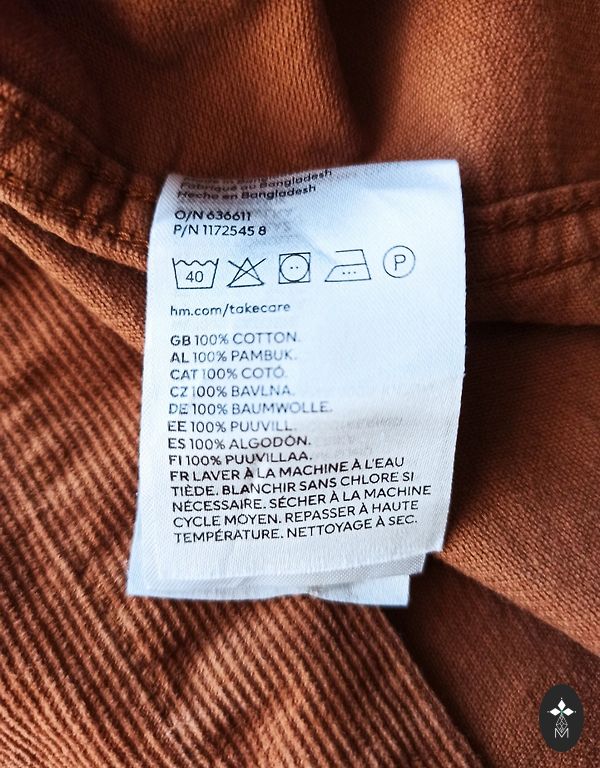 Fabriqué au Bangladesh
Hecho en Bangladesh
O/N 636611
P/N 1172545 8
40
P
hm.com/takecare
GB 100% COTTON.
AL 100% PAMBUK.
CAT 100% COTÓ.
CZ 100% BAVLNA.
DE 100% BAUMWOLLE.
EE 100% PUUVILL.
ES 100% ALGODÓN.
FI 100% PUUVILLAA.
FR LAVER À LA MACHINE À L'EAU
TIÈDE. BLANCHIR SANS CHLORE SI
NÉCESSAIRE. SÉCHER À LA MACHINE
CYCLE MOYEN. REPASSER À HAUTE
TEMPÉRATURE. NETTOYAGE À SEC.
M